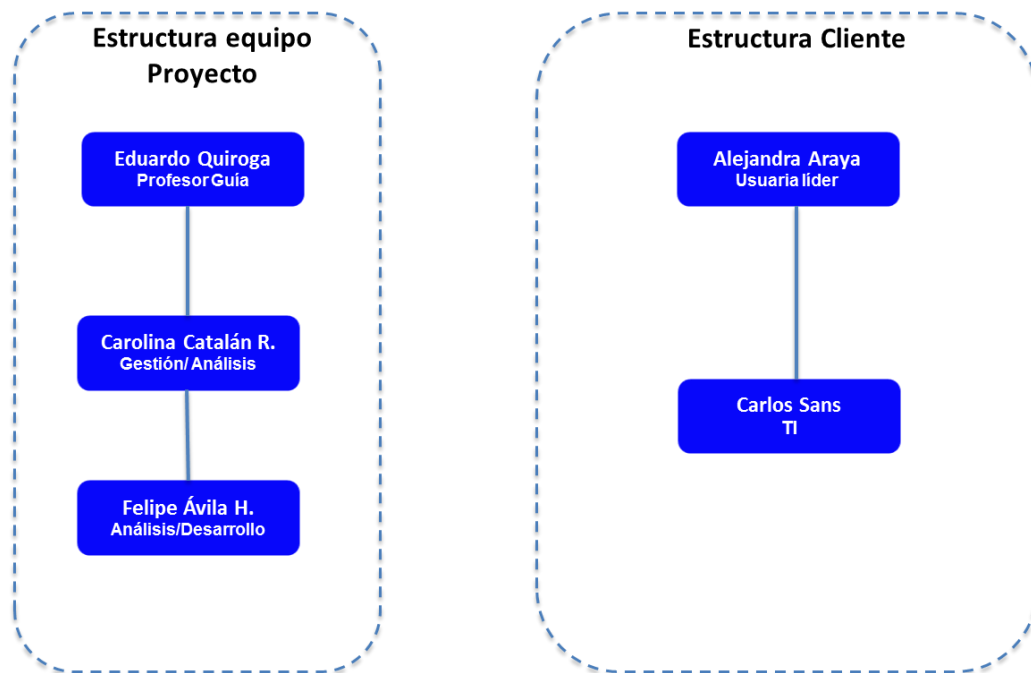 Estructura equipo
Proyecto
Eduardo Quiroga
Profesor Guía
Carolina Catalán R.
Gestión/ Análisis
Felipe Ávila H.
Análisis/Desarrollo
Estructura Cliente
Alejandra Araya
Usuaria líder
Carlos Sans
TI